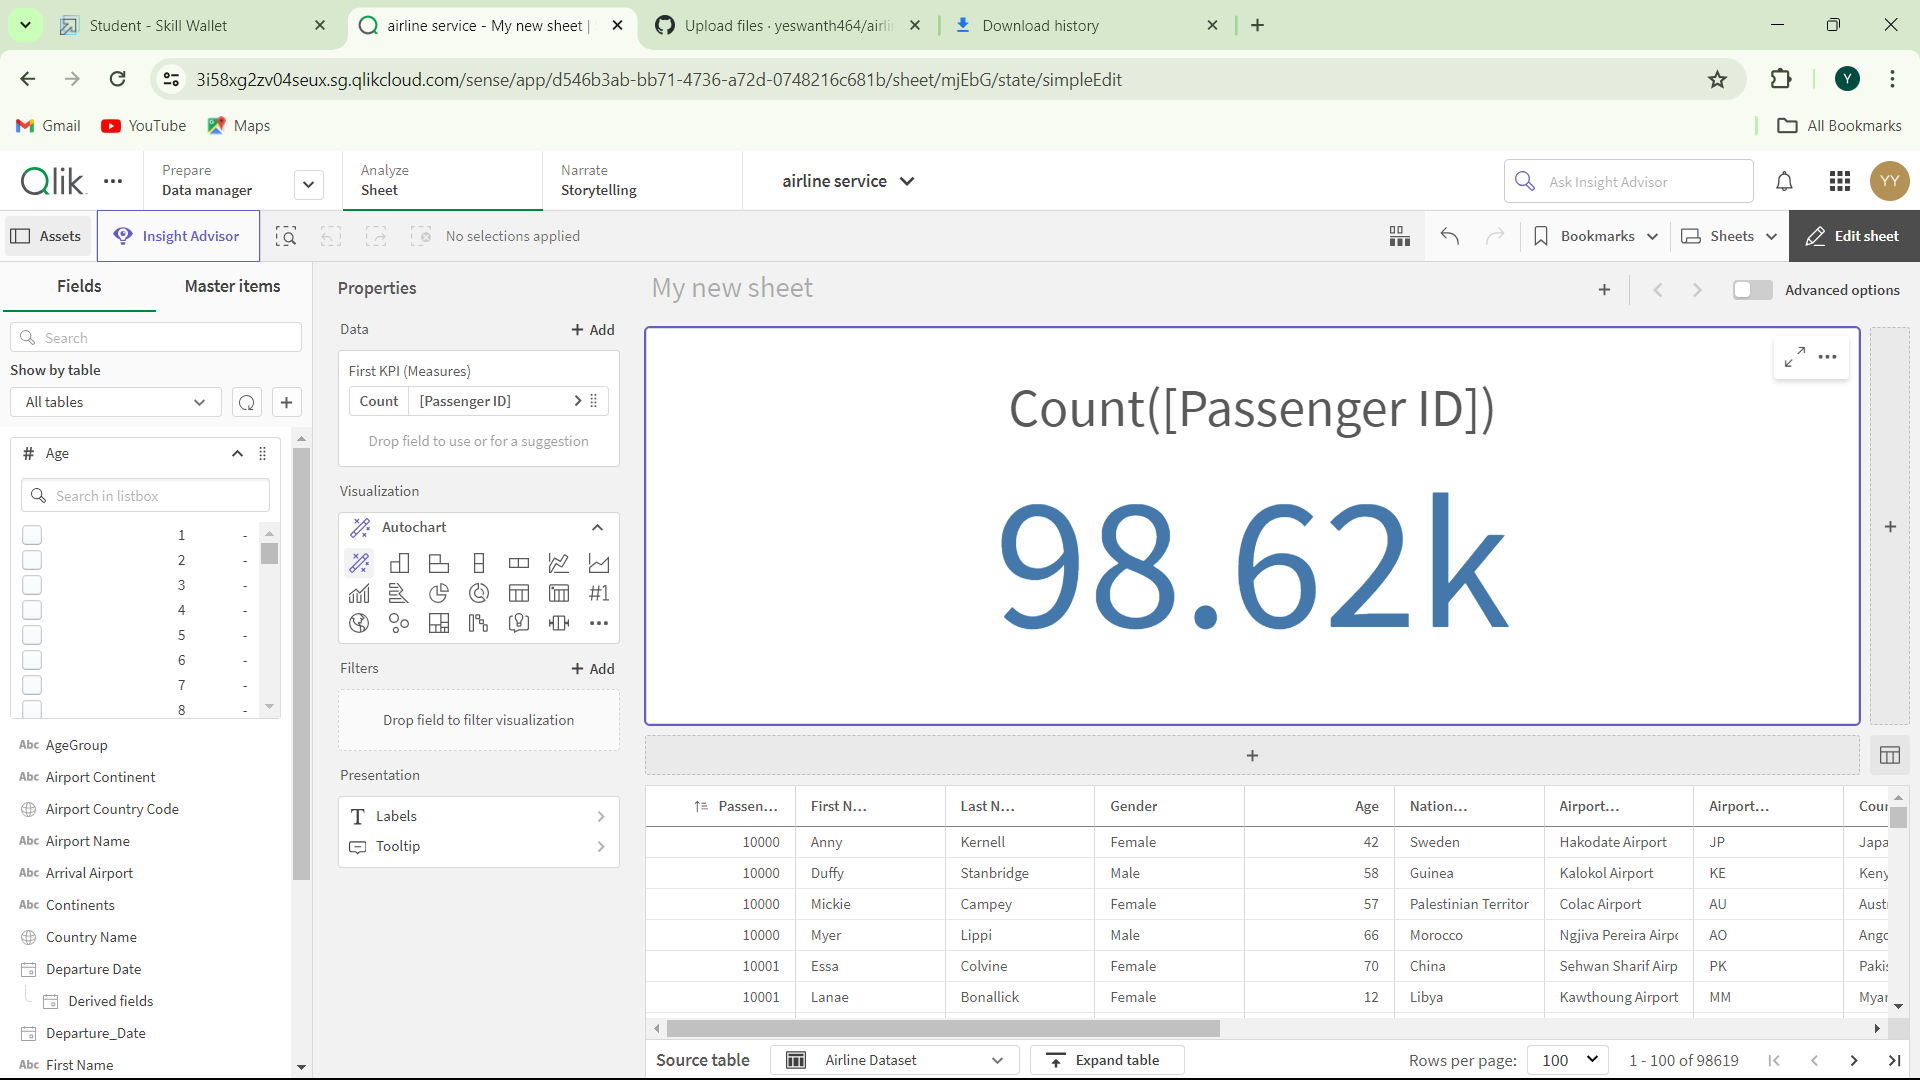 Student - Skill Wallet
airline service - My new sheet |
Upload files · yeswanth464/airli
Download history
3i58xg2zv04seux.sg.qlikcloud.com/sense/app/d546b3ab-bb71-4736-a72d-0748216c681b/sheet/mjEbG/state/simpleEdit
Y
Gmail
YouTube
Maps
All Bookmarks
Qlik
Prepare
Data manager
Analyze
Sheet
Narrate
Storytelling
airline service
Ask Insight Advisor
YY
Assets
Insight Advisor
No selections applied
Bookmarks
Sheets
Edit sheet
Fields
Master items
Search
Show by table
All tables
# Age
Search in listbox
1 -
2 -
3 -
4 -
5 -
6 -
7 -
8 -
Abc AgeGroup
Abc Airport Continent
Airport Country Code
Abc Airport Name
Abc Arrival Airport
Abc Continents
Country Name
Departure Date
Derived fields
Departure_Date
Abc First Name
Properties
Data
+ Add
First KPI (Measures)
Count [Passenger ID]
Drop field to use or for a suggestion
Visualization
Autochart
#1
Filters
+ Add
Drop field to filter visualization
Presentation
Labels
Tooltip
My new sheet
Advanced options
Count([Passenger ID])
98.62k
Passen... First N... Last N... Gender Age Nation... Airport... Airport... Cour
10000 Anny Kernell Female 42 Sweden Hakodate Airport JP Japa
10000 Duffy Stanbridge Male 58 Guinea Kalokol Airport KE Keny
10000 Mickie Campey Female 57 Palestinian Territor Colac Airport AU Aust
10000 Myer Lippi Male 66 Morocco Ngjiva Pereira Airpo AO Ango
10001 Essa Colvine Female 70 China Sehwan Sharif Airp PK Pakis
10001 Lanae Bonallick Female 12 Libya Kawthoung Airport MM Myar
Source table
Airline Dataset
Expand table
Rows per page: 100
1 - 100 of 98619